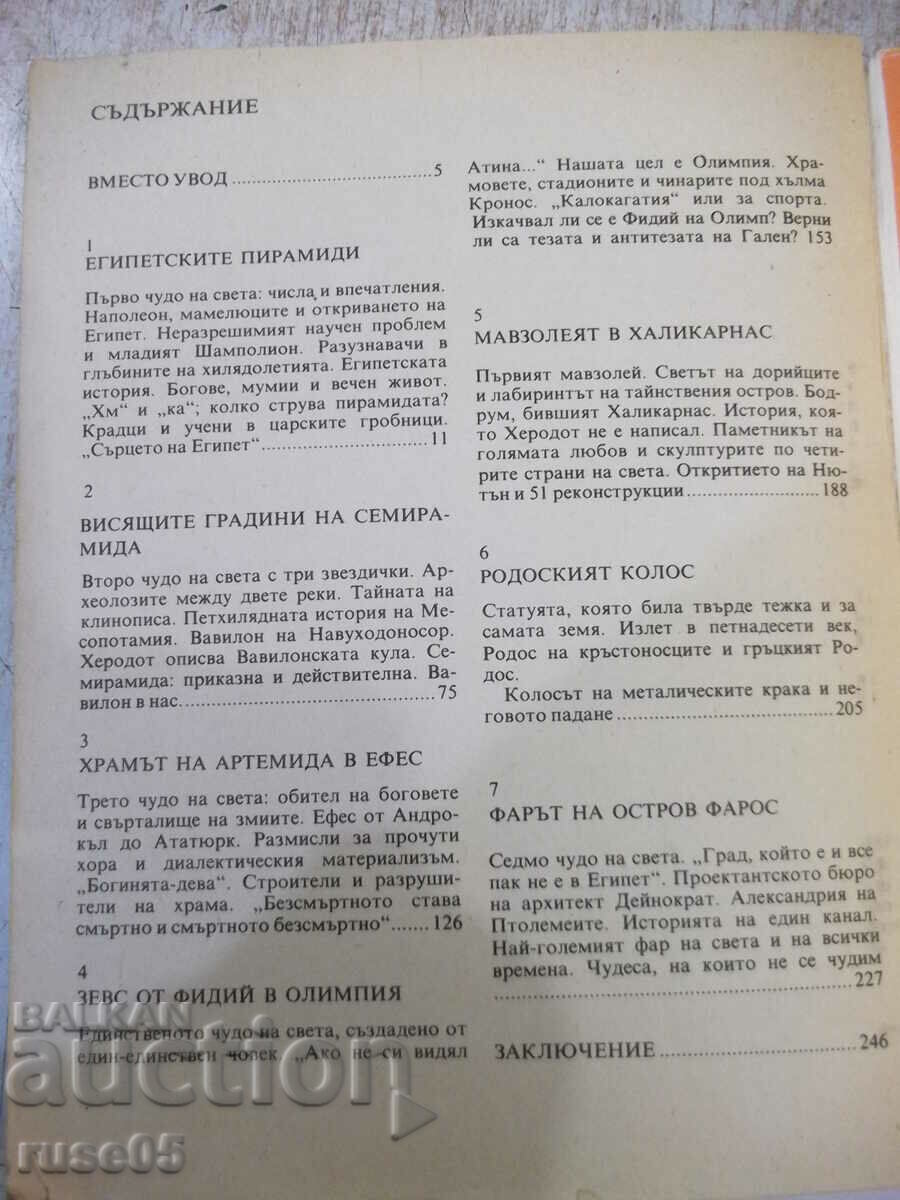 СЪДЪРЖАНИЕ
ВМЕСТО УВОД ........................ 5
1
ЕГИПЕТСКИТЕ ПИРАМИДИ
Първо чудо на света: числа и впечатления.
Наполеон, мамелюците и откриването на
Египет. Неразрешимият научен проблем
и младият Шамполион. Разузнавачи в
глъбините на хилядолетията. Египетската
история. Богове, мумии и вечен живот.
„Хм“ и „ка“; колко струва пирамидата?
Крадци и учени в царските гробници.
„Сърцето на Египет“ ........................ 11
2
ВИСЯЩИТЕ ГРАДИНИ НА СЕМИРА-
МИДА
Второ чудо на света с три звездички. Ар-
хеолозите между двете реки. Тайната на
клинописа. Петхилядната история на Ме-
сопотамия. Вавилон на Навуходоносор.
Херодот описва Вавилонската кула. Се-
мирамида: приказна и действителна. Ва-
вилон в нас. ........................ 75
3
ХРАМЪТ НА АРТЕМИДА В ЕФЕС
Трето чудо на света: обител на боговете
и свърталище на змиите. Ефес от Андро-
къл до Ататюрк. Размисли за прочути
хора и диалектическия материализъм.
„Богинята-дева“. Строители и разруши-
тели на храма. „Безсмъртното става
смъртно и смъртното безсмъртно“ ....... 126
4
ЗЕВС ОТ ФИДИЙ В ОЛИМПИЯ
Единственото чудо на света, създадено от
един-единствен човек. „Ако не си видял
Атина...“ Нашата цел е Олимпия. Хра-
мовете, стадионите и чинарите под хълма
Кронос. „Калокагатия“ или за спорта.
Изкачвал ли се е Фидий на Олимп? Верни
ли са тезата и антитезата на Гален? 153
5
МАВЗОЛЕЯТ В ХАЛИКАРНАС
Първият мавзолей. Светът на дорийците
и лабиринтът на тайнствения остров. Бод-
рум, бившият Халикарнас. История, коя-
то Херодот не е написал. Паметникът на
голямата любов и скулптурите по чети-
рите страни на света. Откритието на Ню-
тън и 51 реконструкции ................ 188
6
РОДОСКИЯТ КОЛОС
Статуята, която била твърде тежка и за
самата земя. Излет в петнадесети век,
Родос на кръстоносците и гръцкият Ро-
дос.
Колосът на металическите крака и не-
говото падане ........................ 205
7
ФАРЪТ НА ОСТРОВ ФАРОС
Седмо чудо на света. „Град, който е и все
пак не е в Египет“. Проектантското бюро
на архитект Дейнократ. Александрия на
Птолемеите. Историята на един канал.
Най-големият фар на света и на всички
времена. Чудеса, на които не се чудим
........................ 227
ЗАКЛЮЧЕНИЕ ........................ 246
BALKAN
auction
ruse05